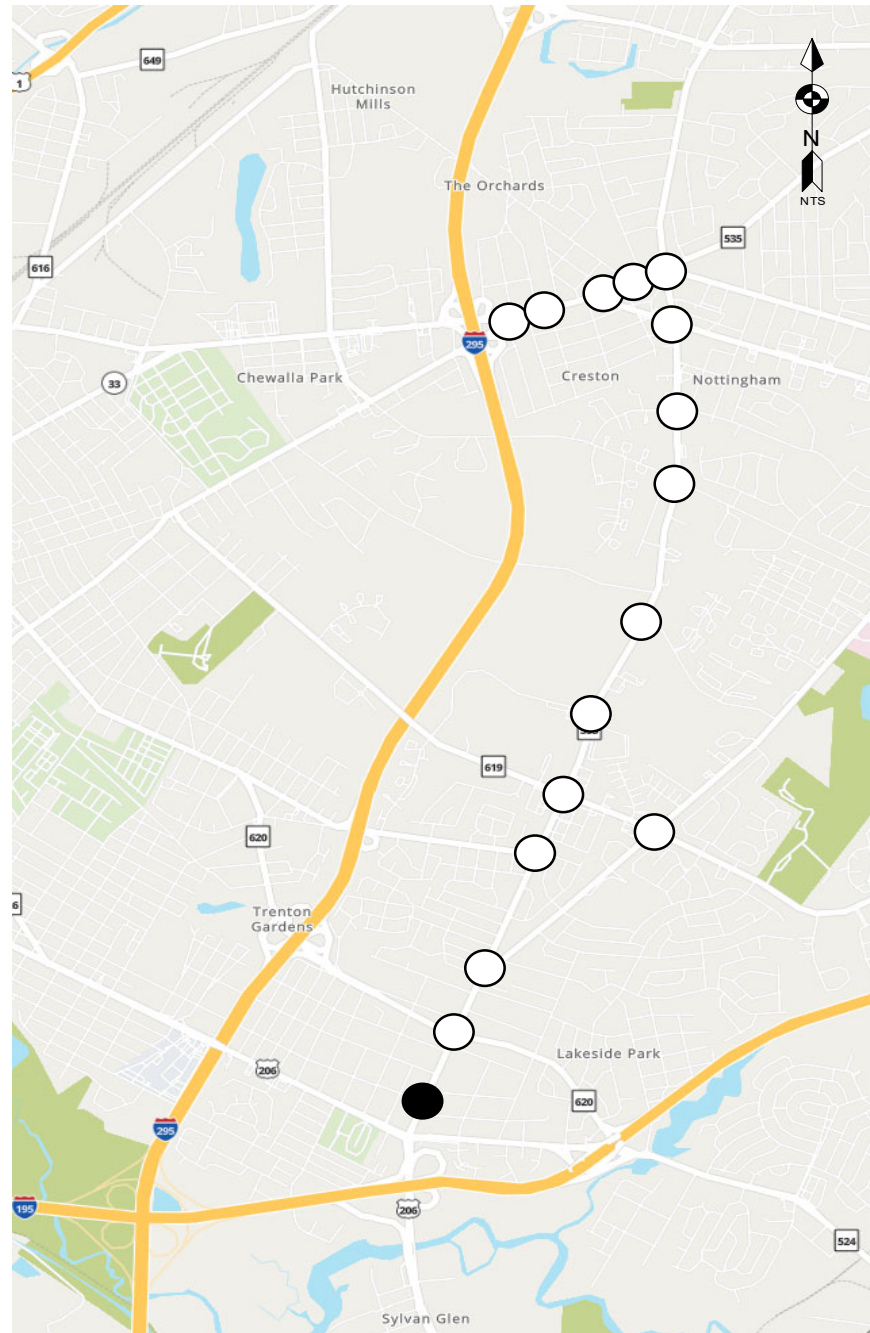 649
1
Hutchinson
Mills
N
NTS
The Orchards
535
616
295
33
Chewalla Park
Creston
Nottingham
619
620
6
Trenton
Gardens
206
Lakeside Park
620
295
195
206
524
Sylvan Glen